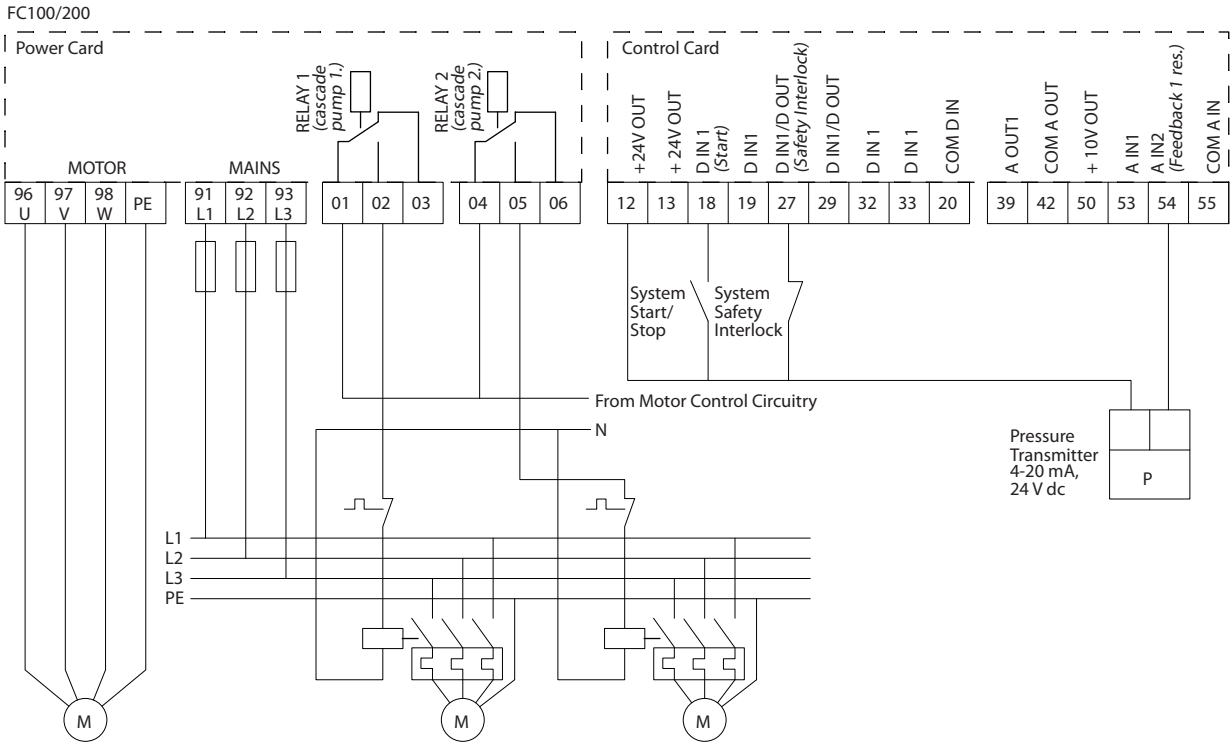 FC100/200
Power Card
Control Card
RELAY 1
(cascade
pump 1.)
RELAY 2
(cascade
pump 2.)
+24V OUT
+ 24V OUT
D IN 1
(Start)
D IN1
D IN1/D OUT
(Safety Interlock)
D IN1/D OUT
D IN 1
D IN 1
COM D IN
A OUT1
COM A OUT
+ 10V OUT
A IN1
A IN2
(Feedback 1 res.)
COM A IN
MOTOR
MAINS
96
U
97
V
98
W
PE
91
L1
92
L2
93
L3
01
02
03
04
05
06
12
13
18
19
27
29
32
33
20
39
42
50
53
54
55
System
Start/
Stop
System
Safety
Interlock
From Motor Control Circuitry
N
Pressure
Transmitter
4-20 mA,
24 V dc
P
L1
L2
L3
PE
M
M
M